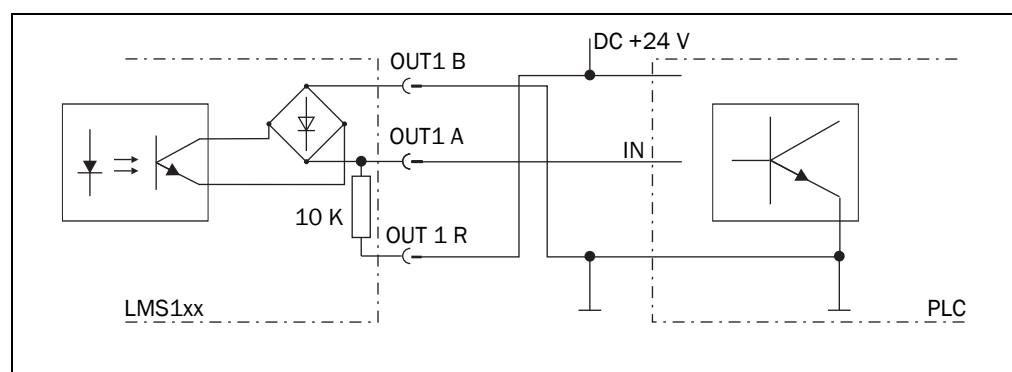 DC +24 V
OUT1 B
OUT1 A
IN
10 K
OUT 1 R
LMS1xx
PLC